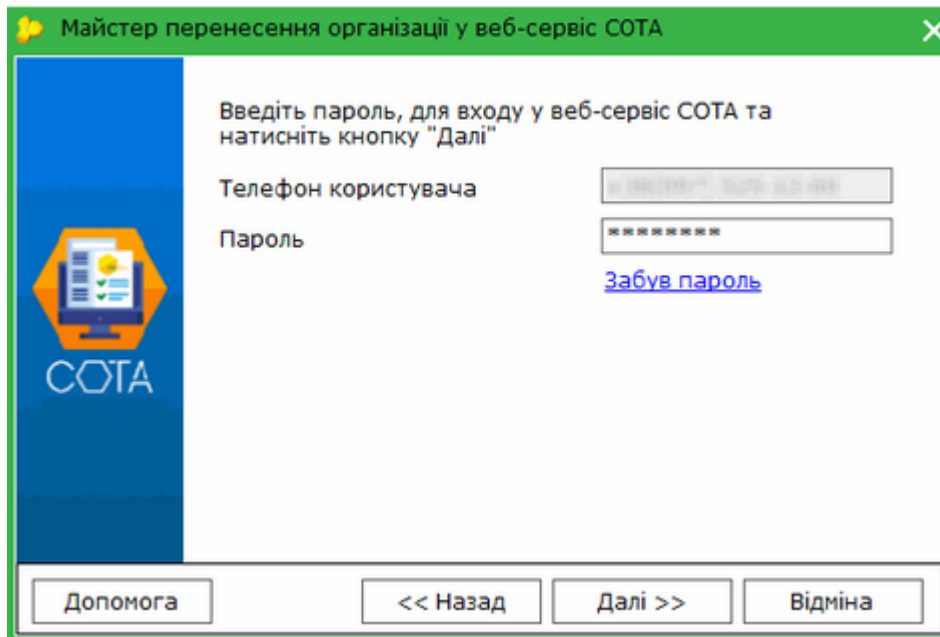 Майстер перенесення організації у веб-сервіс СОТА
Введіть пароль, для входу у веб-сервіс СОТА та
натисніть кнопку "Далі"
Телефон користувача
Пароль
********
Забув пароль
СОТА
Допомога
<< Назад
Далі >>
Відміна